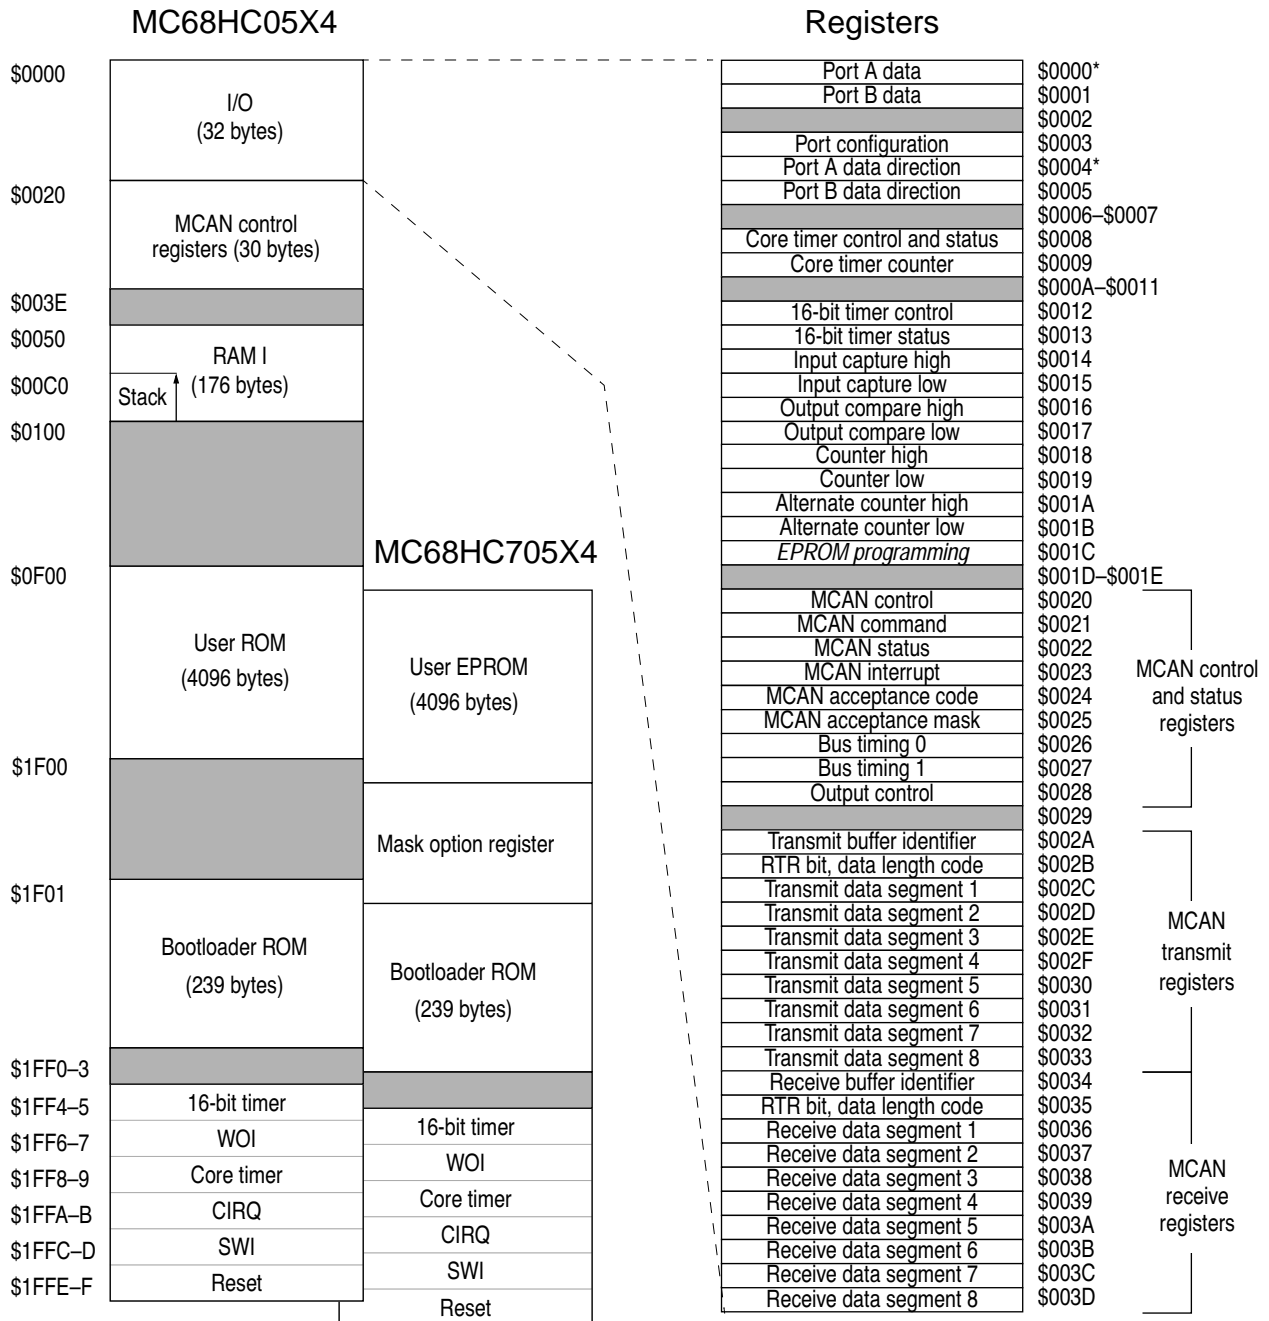 MC68HC05X4
$0000
I/O
(32 bytes)
$0020
MCAN control
registers (30 bytes)
$003E
$0050
RAM I
(176 bytes)
$00C0
Stack
$0100
$0F00
User ROM
(4096 bytes)
$1F00
$1F01
Bootloader ROM
(239 bytes)
$1FF0–3
$1FF4–5
16-bit timer
$1FF6–7
WOI
$1FF8–9
Core timer
$1FFA–B
CIRQ
$1FFC–D
SWI
$1FFE–F
Reset
MC68HC705X4
User EPROM
(4096 bytes)
Mask option register
Bootloader ROM
(239 bytes)
16-bit timer
WOI
Core timer
CIRQ
SWI
Reset
Registers
Port A data $0000*
Port B data $0001
$0002
Port configuration $0003
Port A data direction $0004*
Port B data direction $0005
$0006–$0007
Core timer control and status $0008
Core timer counter $0009
$000A–$0011
16-bit timer control $0012
16-bit timer status $0013
Input capture high $0014
Input capture low $0015
Output compare high $0016
Output compare low $0017
Counter high $0018
Counter low $0019
Alternate counter high $001A
Alternate counter low $001B
EPROM programming $001C
$001D–$001E
MCAN control $0020
MCAN command $0021
MCAN status $0022
MCAN interrupt $0023
MCAN acceptance code $0024
MCAN acceptance mask $0025
Bus timing 0 $0026
Bus timing 1 $0027
Output control $0028
$0029
Transmit buffer identifier $002A
RTR bit, data length code $002B
Transmit data segment 1 $002C
Transmit data segment 2 $002D
Transmit data segment 3 $002E
Transmit data segment 4 $002F
Transmit data segment 5 $0030
Transmit data segment 6 $0031
Transmit data segment 7 $0032
Transmit data segment 8 $0033
Receive buffer identifier $0034
RTR bit, data length code $0035
Receive data segment 1 $0036
Receive data segment 2 $0037
Receive data segment 3 $0038
Receive data segment 4 $0039
Receive data segment 5 $003A
Receive data segment 6 $003B
Receive data segment 7 $003C
Receive data segment 8 $003D
MCAN control
and status
registers
MCAN
transmit
registers
MCAN
receive
registers